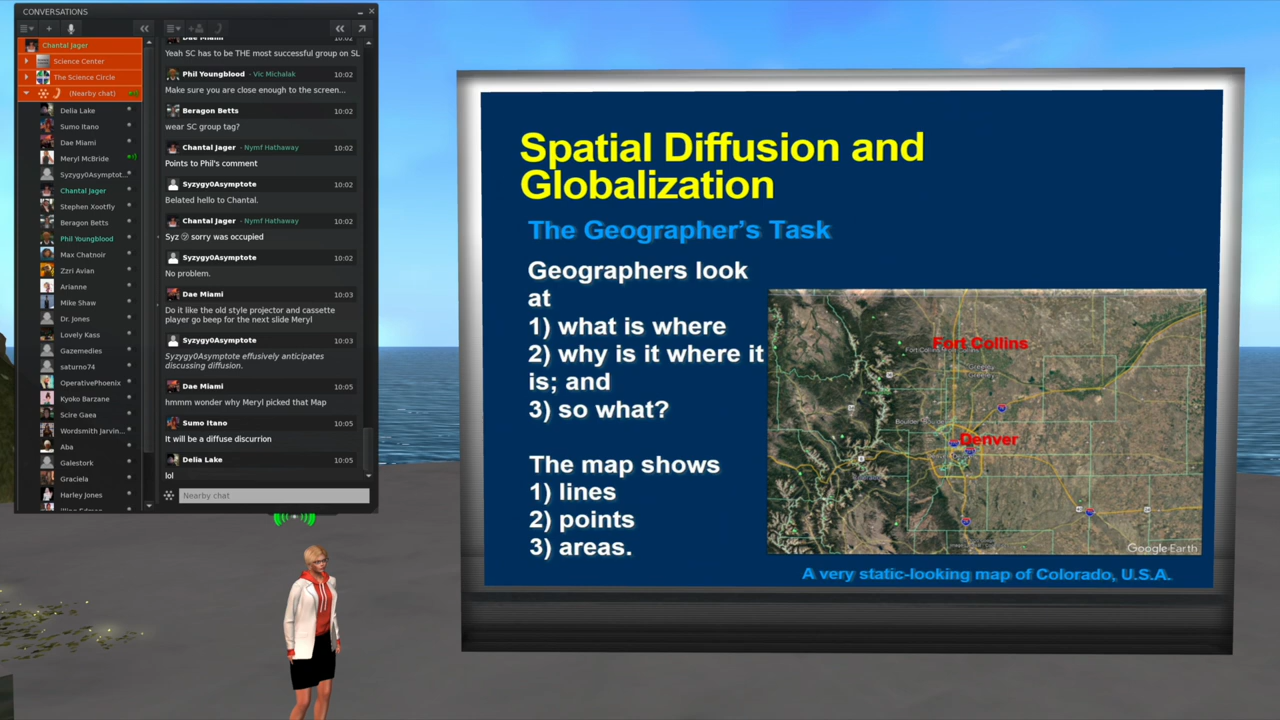 CONVERSATIONS
Chantal Jager
Science Center
The Science Circle
(Nearby chat)
Delia Lake
Sumo Itano
Dae Miami
Meryl McBride
Syzygy0Asymptot...
Chantal Jager
Stephen Xootfly
Beragon Betts
Phil Youngblood
Max Chatnoir
Zzri Avian
Arianne
Mike Shaw
Dr. Jones
Lovely Kass
Gazemedies
saturno74
OperativePhoenix
Kyoko Barzane
Scire Gaea
Wordsmith Jarvin...
Aba
Galestork
Graciela
Harley Jones
Dae Miami 10:02
Yeah SC has to be THE most successful group on SL
Phil Youngblood - Vic Michalak 10:02
Make sure you are close enough to the screen...
Beragon Betts 10:02
wear SC group tag?
Chantal Jager - Nymf Hathaway 10:02
Points to Phil's comment
Syzygy0Asymptote 10:02
Belated hello to Chantal.
Chantal Jager - Nymf Hathaway 10:02
Syz sorry was occupied
Syzygy0Asymptote 10:02
No problem.
Dae Miami 10:03
Do it like the old style projector and cassette
player go beep for the next slide Meryl
Syzygy0Asymptote 10:03
Syzygy0Asymptote effusively anticipates
discussing diffusion.
Dae Miami 10:05
hmmm wonder why Meryl picked that Map
Sumo Itano 10:05
It will be a diffuse discurrion
Delia Lake 10:05
lol
Nearby chat
Spatial Diffusion and
Globalization
The Geographer's Task
Geographers look
at
1) what is where
2) why is it where it
is; and
3) so what?
The map shows
1) lines
2) points
3) areas.
Fort Collins
Greeley
Denver
Google Earth
A very static-looking map of Colorado, U.S.A.